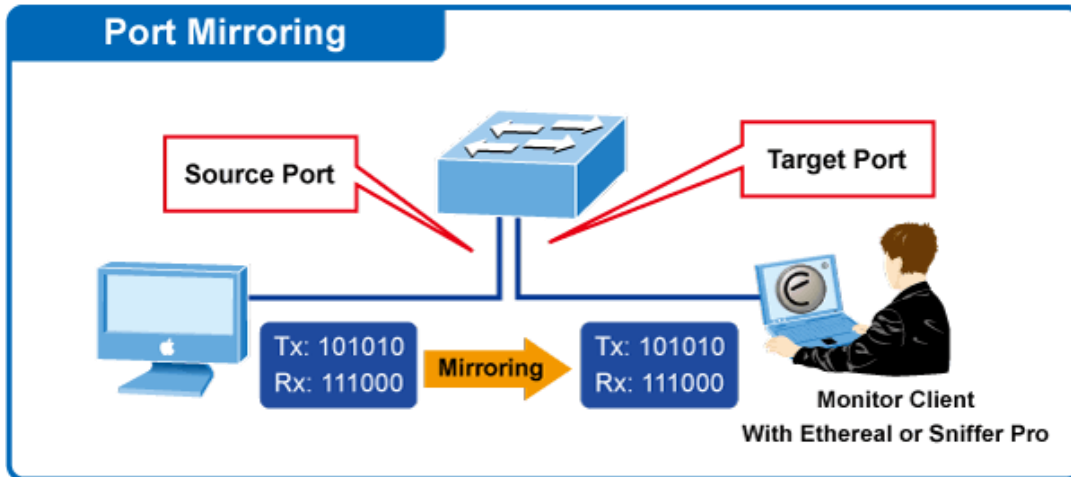 Port Mirroring
Source Port
Target Port
Tx: 101010
Rx: 111000
Mirroring
Tx: 101010
Rx: 111000
Monitor Client
With Ethereal or Sniffer Pro